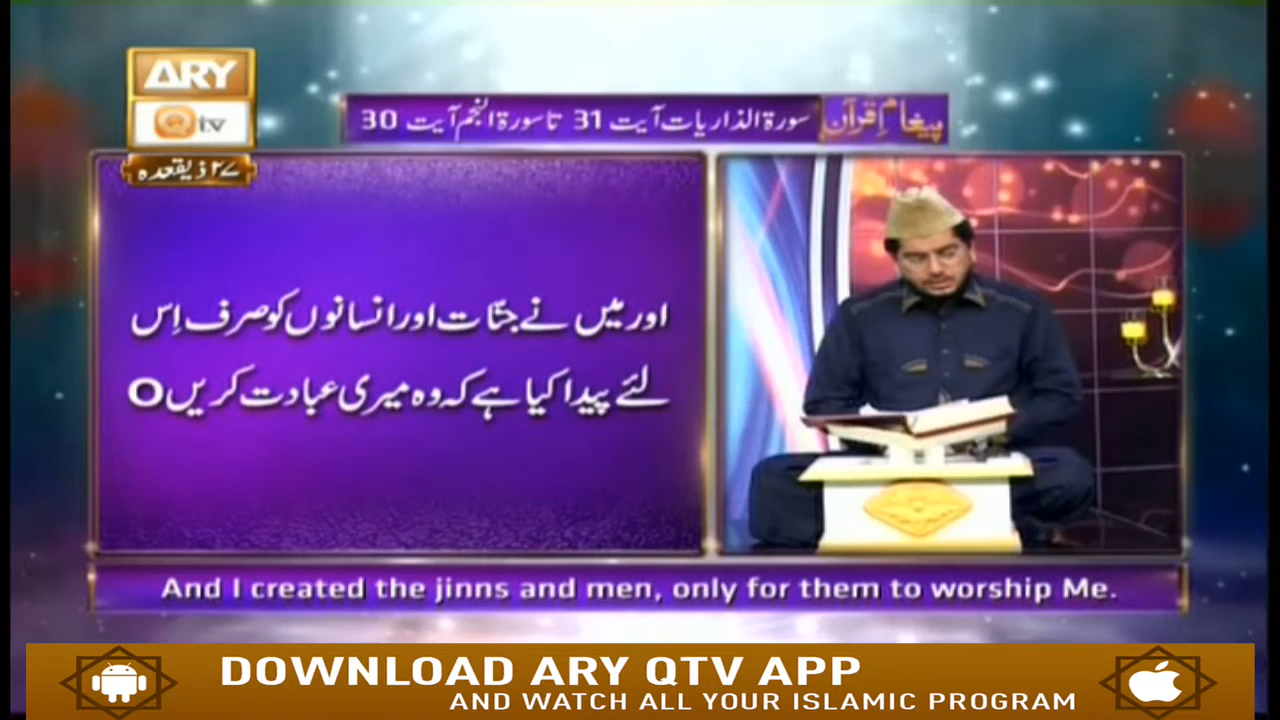 ARY
Qtv
۲۷ ذیقعدہ
پیغامِ قرآن
سورۃ الذاریات آیت 31 تا سورۃ النجم آیت 30
اور میں نے جنّات اور انسانوں کو صرف اِس
لئے پیدا کیا ہے کہ وہ میری عبادت کریںO
And I created the jinns and men, only for them to worship Me.
DOWNLOAD ARY QTV APP
AND WATCH ALL YOUR ISLAMIC PROGRAM